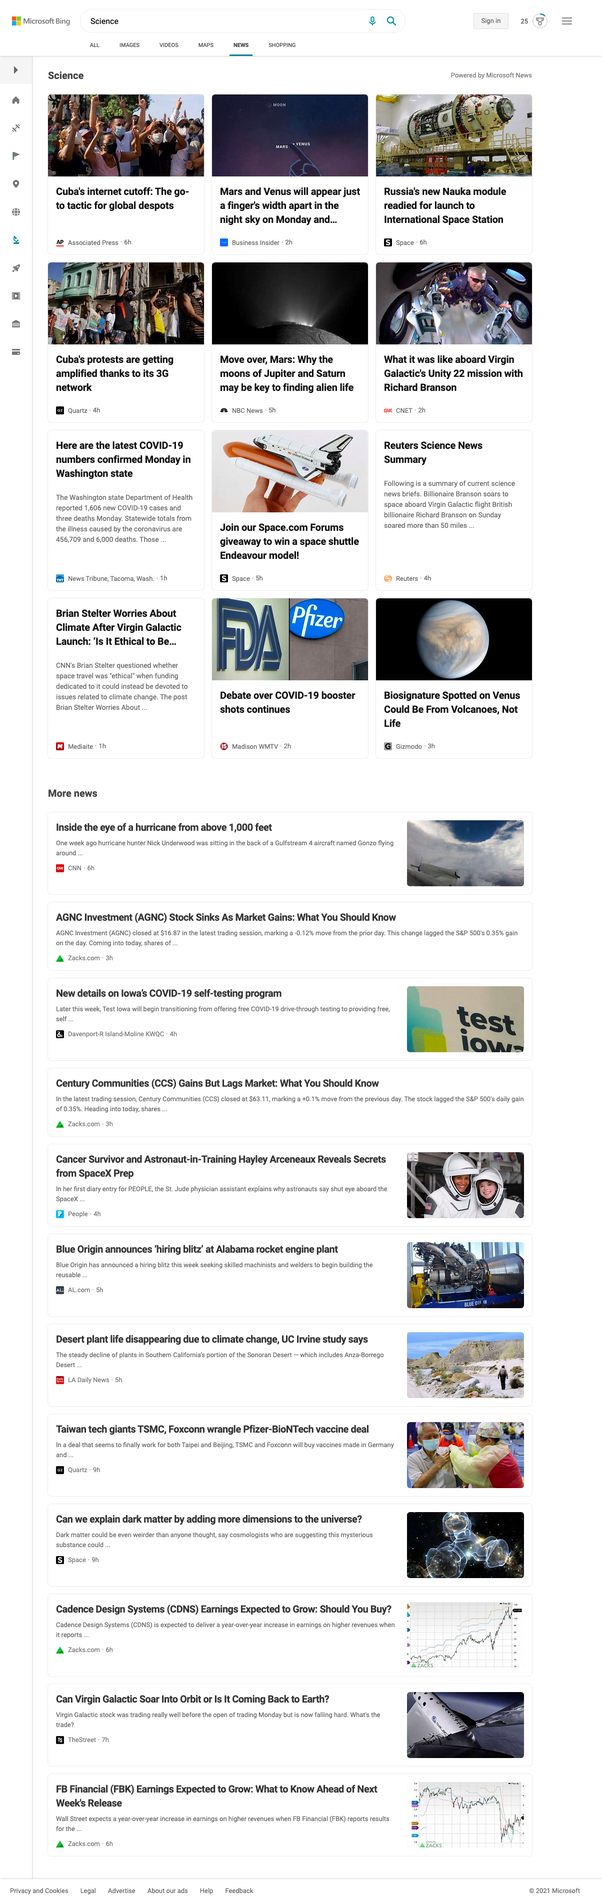 Microsoft Bing
Science
Sign in
25
ALL
IMAGES
VIDEOS
MAPS
NEWS
SHOPPING
Science
Powered by Microsoft News
Cuba's internet cutoff: The go-
to tactic for global despots
AP Associated Press · 6h
MOON
MARS
VENUS
Mars and Venus will appear just
a finger's width apart in the
night sky on Monday and...
Business Insider · 2h
Russia's new Nauka module
readied for launch to
International Space Station
Space · 6h
Cuba's protests are getting
amplified thanks to its 3G
network
Quartz · 4h
Move over, Mars: Why the
moons of Jupiter and Saturn
may be key to finding alien life
NBC News · 5h
What it was like aboard Virgin
Galactic's Unity 22 mission with
Richard Branson
CNET · 2h
Here are the latest COVID-19
numbers confirmed Monday in
Washington state
The Washington state Department of Health
reported 1,606 new COVID-19 cases and
three deaths Monday. Statewide totals from
the illness caused by the coronavirus are
456,709 and 6,000 deaths. Those ...
News Tribune, Tacoma, Wash. · 1h
Join our Space.com Forums
giveaway to win a space shuttle
Endeavour model!
Space · 5h
Reuters Science News
Summary
Following is a summary of current science
news briefs. Billionaire Branson soars to
space aboard Virgin Galactic flight British
billionaire Richard Branson on Sunday
soared more than 50 miles ...
Reuters · 4h
Brian Stelter Worries About
Climate After Virgin Galactic
Launch: 'Is It Ethical to Be...
CNN's Brian Stelter questioned whether
space travel was "ethical" when funding
dedicated to it could instead be devoted to
issues related to climate change. The post
Brian Stelter Worries About ...
Mediaite · 1h
FDA
Pfizer
Debate over COVID-19 booster
shots continues
Madison WMTV · 2h
Biosignature Spotted on Venus
Could Be From Volcanoes, Not
Life
Gizmodo · 3h
More news
Inside the eye of a hurricane from above 1,000 feet
One week ago hurricane hunter Nick Underwood was sitting in the back of a Gulfstream 4 aircraft named Gonzo flying
around ...
CNN · 6h
AGNC Investment (AGNC) Stock Sinks As Market Gains: What You Should Know
AGNC Investment (AGNC) closed at $16.87 in the latest trading session, marking a -0.12% move from the prior day. This change lagged the S&P 500's 0.35% gain
on the day. Coming into today, shares of ...
Zacks.com · 3h
New details on Iowa's COVID-19 self-testing program
Later this week, Test Iowa will begin transitioning from offering free COVID-19 drive-through testing to providing free,
self ...
Davenport-R Island-Moline KWQC · 4h
test
iowa
Century Communities (CCS) Gains But Lags Market: What You Should Know
In the latest trading session, Century Communities (CCS) closed at $63.11, marking a +0.1% move from the previous day. The stock lagged the S&P 500's daily gain
of 0.35%. Heading into today, shares ...
Zacks.com · 3h
Cancer Survivor and Astronaut-in-Training Hayley Arceneaux Reveals Secrets
from SpaceX Prep
In her first diary entry for PEOPLE, the St. Jude physician assistant explains why astronauts say shut eye aboard the
SpaceX ...
People · 4h
Blue Origin announces 'hiring blitz' at Alabama rocket engine plant
Blue Origin has announced a hiring blitz this week seeking skilled machinists and welders to begin building the
reusable ...
AL.com · 5h
Desert plant life disappearing due to climate change, UC Irvine study says
The steady decline of plants in Southern California's portion of the Sonoran Desert — which includes Anza-Borrego
Desert ...
LA Daily News · 5h
Taiwan tech giants TSMC, Foxconn wrangle Pfizer-BioNTech vaccine deal
In a deal that seems to finally work for both Taipei and Beijing, TSMC and Foxconn will buy vaccines made in Germany
and ...
Quartz · 9h
Can we explain dark matter by adding more dimensions to the universe?
Dark matter could be even weirder than anyone thought, say cosmologists who are suggesting this mysterious
substance could ...
Space · 9h
Cadence Design Systems (CDNS) Earnings Expected to Grow: Should You Buy?
Cadence Design Systems (CDNS) is expected to deliver a year-over-year increase in earnings on higher revenues when
it reports ...
Zacks.com · 6h
ZACKS
Can Virgin Galactic Soar Into Orbit or Is It Coming Back to Earth?
Virgin Galactic stock was trading really well before the open of trading Monday but is now falling hard. What's the
trade?
TheStreet · 7h
FB Financial (FBK) Earnings Expected to Grow: What to Know Ahead of Next
Week's Release
Wall Street expects a year-over-year increase in earnings on higher revenues when FB Financial (FBK) reports results
for the ...
Zacks.com · 6h
ZACKS
Privacy and Cookies
Legal
Advertise
About our ads
Help
Feedback
© 2021 Microsoft